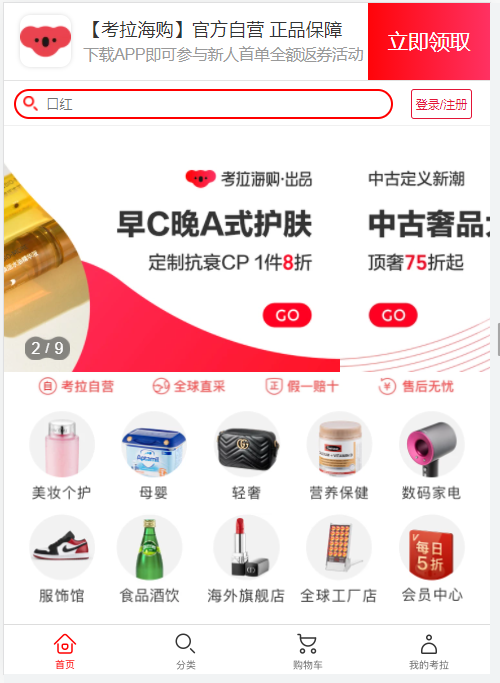 【考拉海购】官方自营 正品保障
下载APP即可参与新人首单全额返券活动
立即领取
口红
登录/注册
考拉海购·出品
早C晚A式护肤
定制抗衰CP 1件8折
GO
中古定义新潮
中古奢品
顶奢75折起
GO
2 / 9
考拉自营
全球直采
假一赔十
售后无忧
美妆个护
母婴
轻奢
营养保健
数码家电
服饰馆
食品酒饮
海外旗舰店
全球工厂店
每日
5折
会员中心
首页
分类
购物车
我的考拉